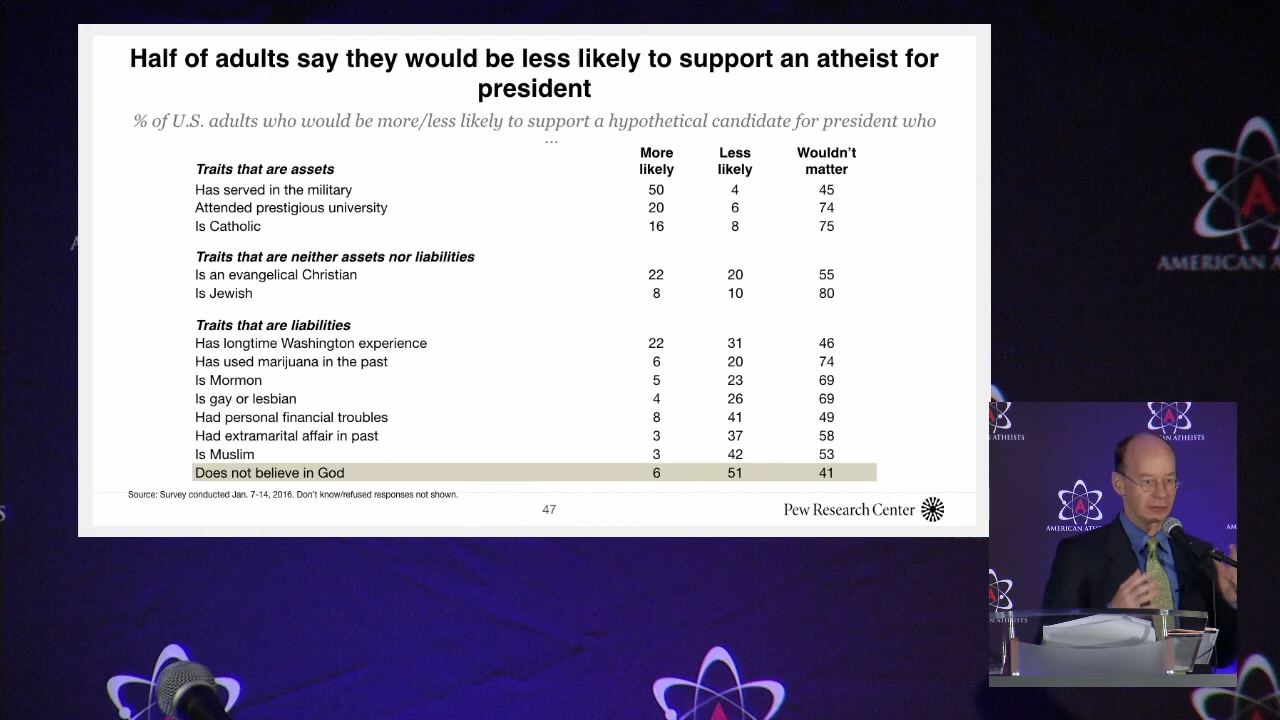 Half of adults say they would be less likely to support an atheist for
president
% of U.S. adults who would be more/less likely to support a hypothetical candidate for president who
...
Traits that are assets More likely Less likely Wouldn't matter
Has served in the military 50 4 45
Attended prestigious university 20 6 74
Is Catholic 16 8 75
Traits that are neither assets nor liabilities
Is an evangelical Christian 22 20 55
Is Jewish 8 10 80
Traits that are liabilities
Has longtime Washington experience 22 31 46
Has used marijuana in the past 6 20 74
Is Mormon 5 23 69
Is gay or lesbian 4 26 69
Had personal financial troubles 8 41 49
Had extramarital affair in past 3 37 58
Is Muslim 3 42 53
Does not believe in God 6 51 41
Source: Survey conducted Jan. 7-14, 2016. Don't know/refused responses not shown.
47
Pew Research Center
A
AMERICAN
A
A
ATHEISTS
A
AMERICAN